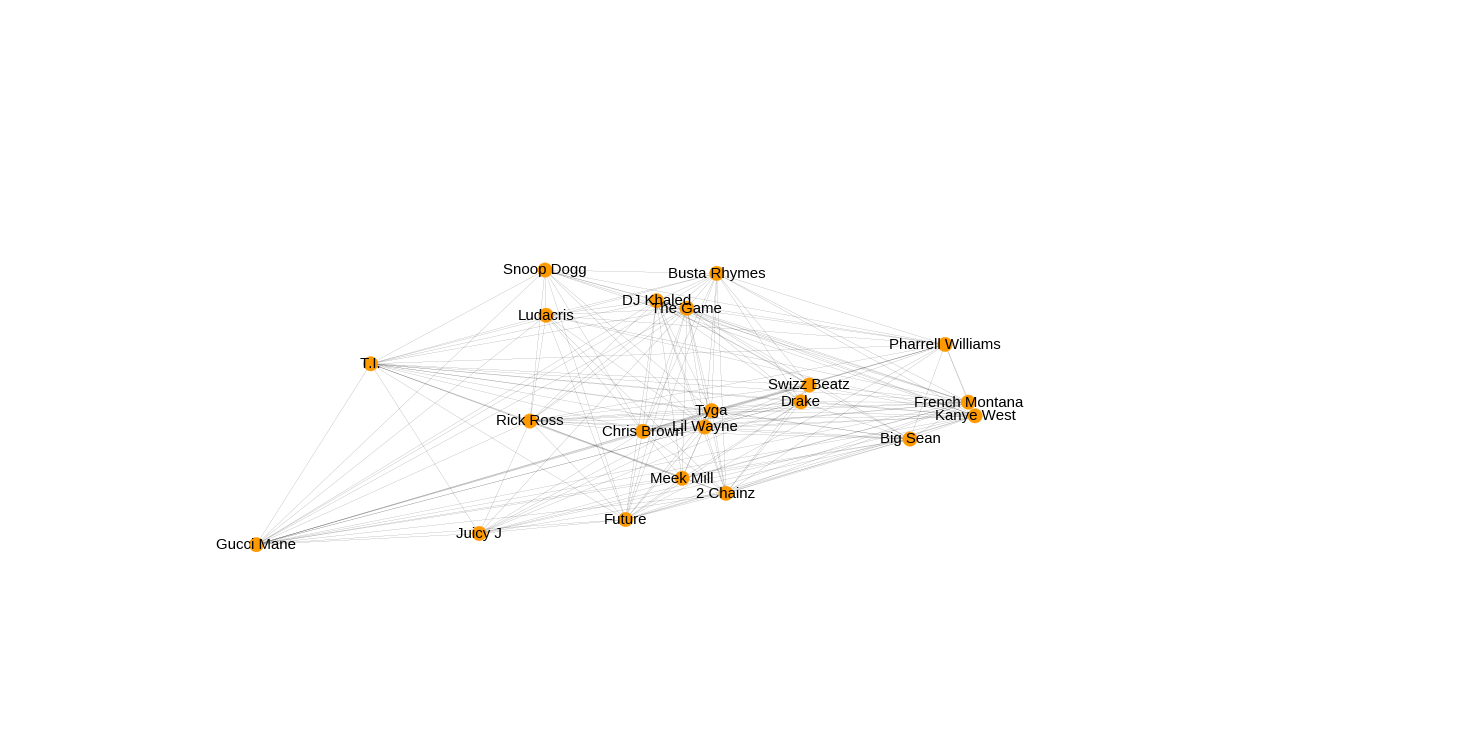 Snoop Dogg
Busta Rhymes
DJ Khaled
The Game
Ludacris
Pharrell Williams
T.I.
Swizz Beatz
Drake
French Montana
Tyga
Kanye West
Rick Ross
Lil Wayne
Chris Brown
Big Sean
Meek Mill
2 Chainz
Future
Juicy J
Gucci Mane